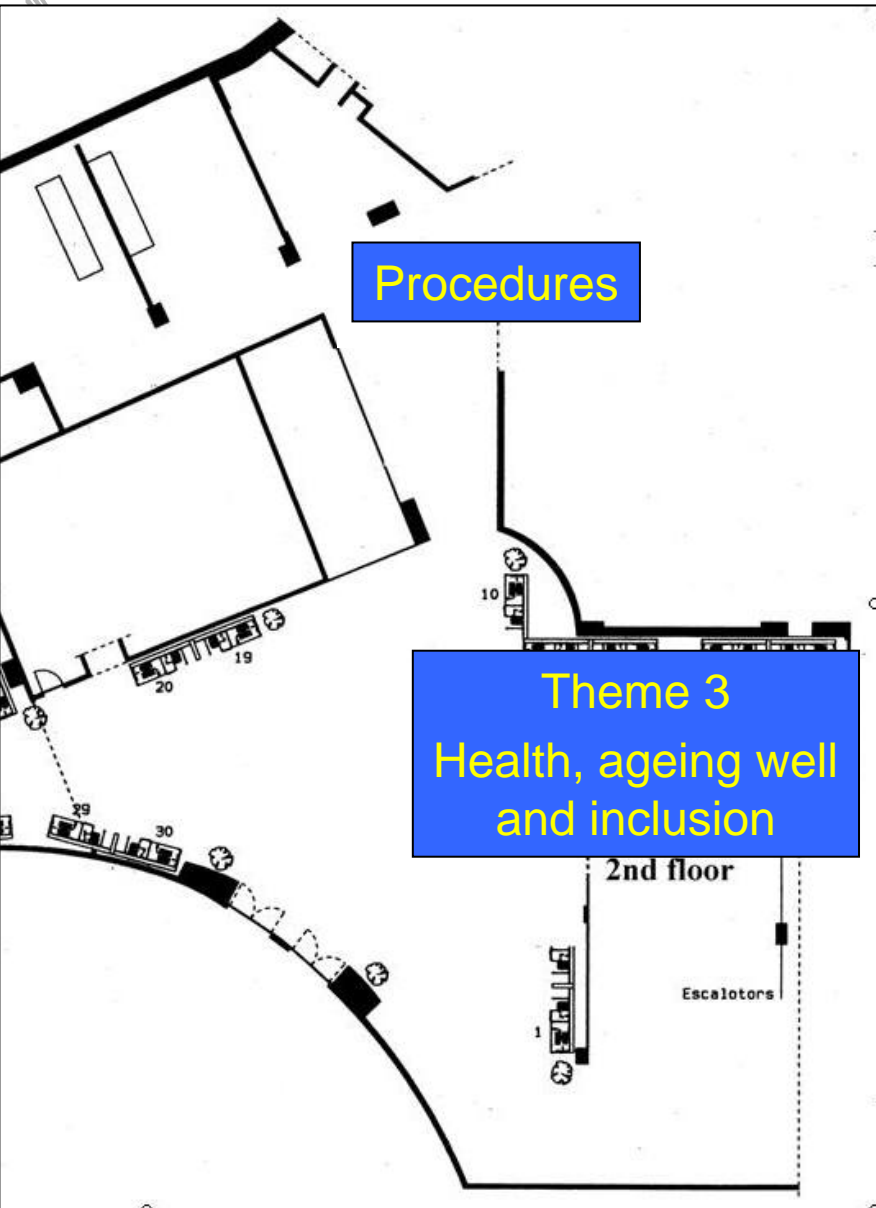 Procedures
10
19
20
Theme 3
Health, ageing well
and inclusion
29
30
2nd floor
Escalotors
1